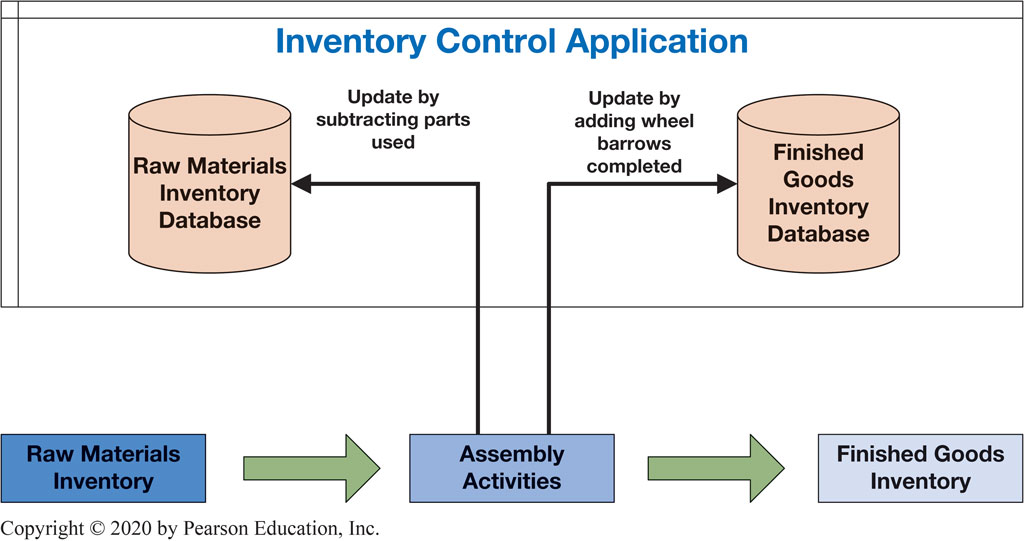 Inventory Control Application
Update by
subtracting parts
used
Update by
adding wheel
barrows
completed
Raw Materials
Inventory
Database
Finished
Goods
Inventory
Database
Raw Materials
Inventory
Assembly
Activities
Finished Goods
Inventory
Copyright © 2020 by Pearson Education, Inc.